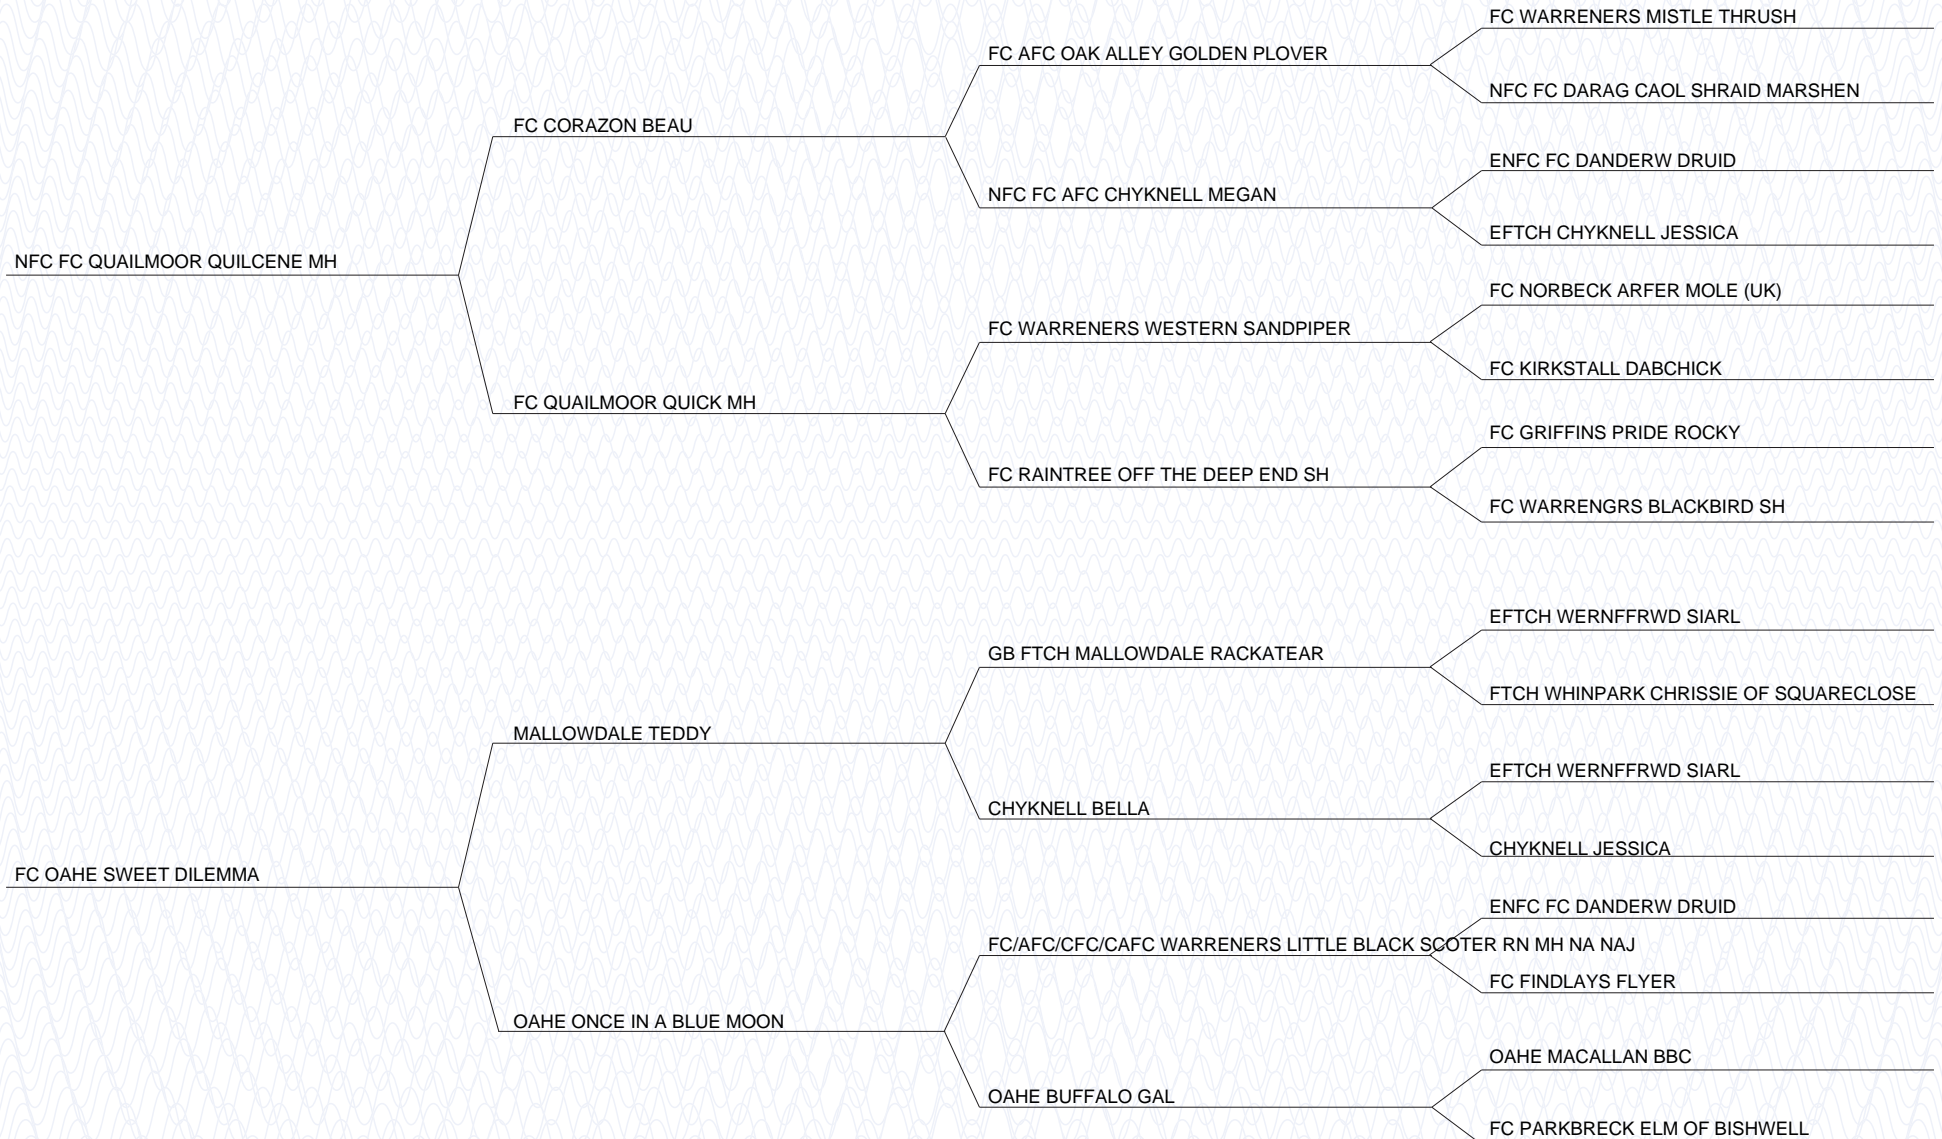 FC WARRENERS MISTLE THRUSH
FC AFC OAK ALLEY GOLDEN PLOVER
NFC FC DARAG CAOL SHRAID MARSHEN
FC CORAZON BEAU
ENFC FC DANDERW DRUID
NFC FC AFC CHYKNELL MEGAN
EFTCH CHYKNELL JESSICA
NFC FC QUAILMOOR QUILCENE MH
FC NORBECK ARFER MOLE (UK)
FC WARRENERS WESTERN SANDPIPER
FC KIRKSTALL DABCHICK
FC QUAILMOOR QUICK MH
FC GRIFFINS PRIDE ROCKY
FC RAINTREE OFF THE DEEP END SH
FC WARRENGRS BLACKBIRD SH
EFTCH WERNFFRWD SIARL
GB FTCH MALLOWDALE RACKATEAR
FTCH WHINPARK CHRISSIE OF SQUARECLOSE
MALLOWDALE TEDDY
EFTCH WERNFFRWD SIARL
CHYKNELL BELLA
CHYKNELL JESSICA
FC OAHE SWEET DILEMMA
ENFC FC DANDERW DRUID
FC/AFC/CFC/CAFC WARRENERS LITTLE BLACK SCOTER RN MH NA NAJ
FC FINDLAYS FLYER
OAHE ONCE IN A BLUE MOON
OAHE MACALLAN BBC
OAHE BUFFALO GAL
FC PARKBRECK ELM OF BISHWELL